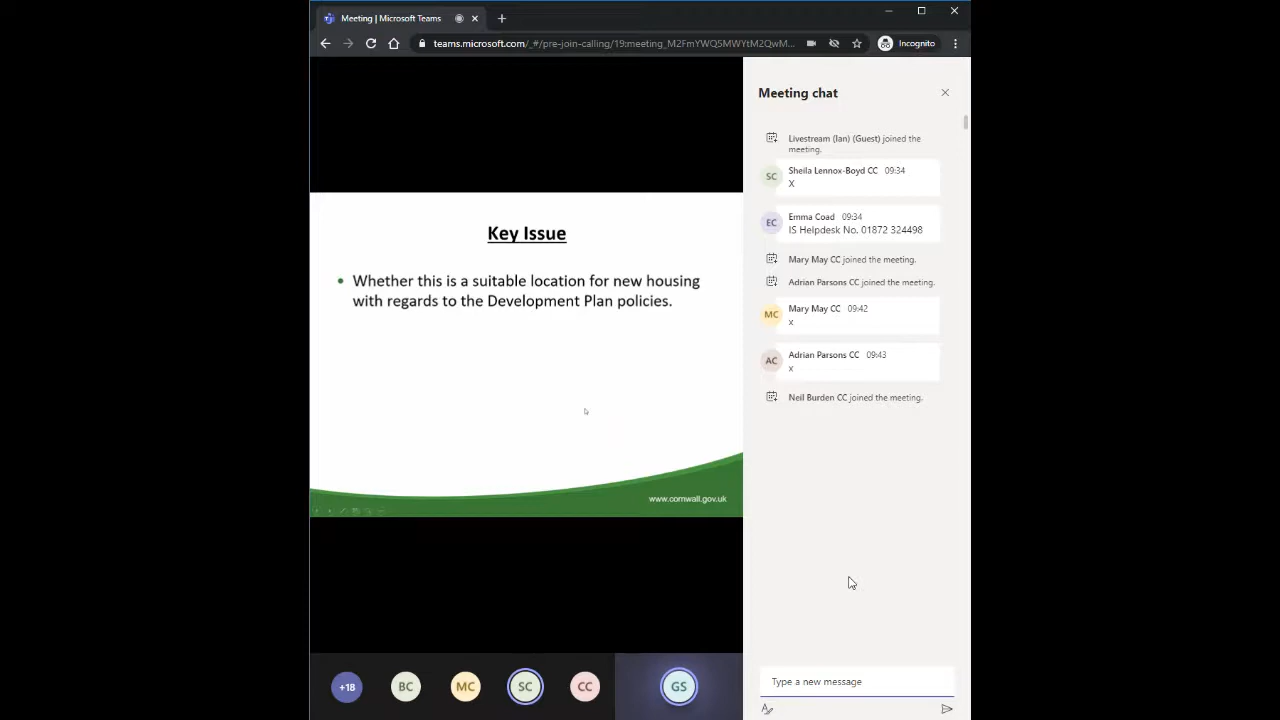 Meeting | Microsoft Teams
teams.microsoft.com/_#/pre-join-calling/19:meeting_M2FmYWQ5MWYtM2QwM...
Incognito
Key Issue
• Whether this is a suitable location for new housing
with regards to the Development Plan policies.
www.cornwall.gov.uk
+18
BC
MC
SC
CC
GS
Meeting chat
Livestream (Ian) (Guest) joined the
meeting.
SC
Sheila Lennox-Boyd CC 09:34
X
EC
Emma Coad 09:34
IS Helpdesk No. 01872 324498
Mary May CC joined the meeting.
Adrian Parsons CC joined the meeting.
MC
Mary May CC 09:42
x
AC
Adrian Parsons CC 09:43
x
Neil Burden CC joined the meeting.
Type a new message